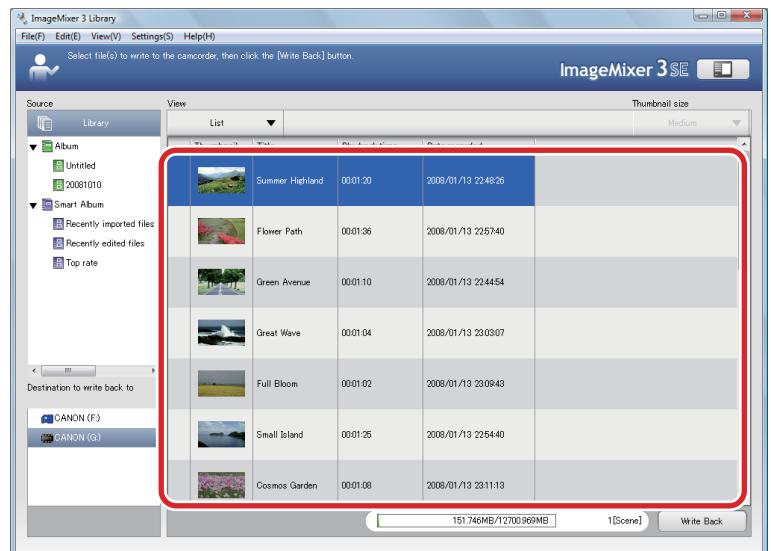 ImageMixer 3 Library
File(F) Edit(E) View(V) Settings(S) Help(H)
Select file(s) to write to the camcorder, then click the [Write Back] button.
ImageMixer 3 SE
Source View Thumbnail size
Library List Medium
Thumbnail Title Playback time Date recorded
Album
Untitled
20081010
Smart Album
Recently imported files
Recently edited files
Top rate
Summer Highland 00:01:20 2008/01/13 22:48:26
Flower Path 00:01:36 2008/01/13 22:57:40
Green Avenue 00:01:10 2008/01/13 22:44:54
Great Wave 00:01:04 2008/01/13 23:03:07
Full Bloom 00:01:02 2008/01/13 23:09:43
Small Island 00:01:25 2008/01/13 22:54:40
Cosmos Garden 00:01:08 2008/01/13 23:11:13
Destination to write back to
CANON (F:)
CANON (G:)
151.746MB/12700.969MB 1[Scene] Write Back